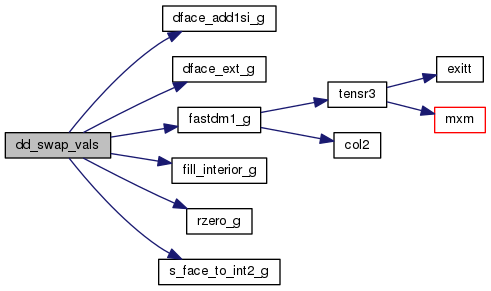 dface_add1si_g
dface_ext_g
exitt
tensr3
fastdm1_g
mxm
dd_swap_vals
col2
fill_interior_g
rzero_g
s_face_to_int2_g